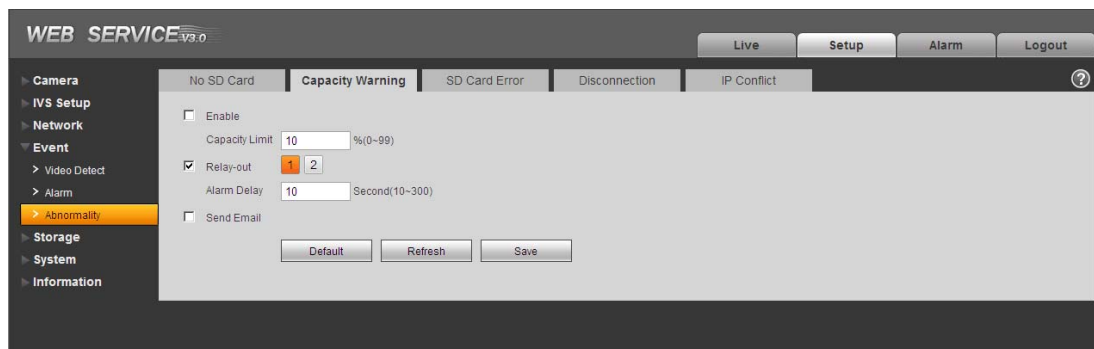 WEB SERVICE V3.0
Live Setup Alarm Logout
Camera
IVS Setup
Network
Event
> Video Detect
> Alarm
> Abnormality
Storage
System
Information
No SD Card Capacity Warning SD Card Error Disconnection IP Conflict ?
Enable
Capacity Limit 10 %(0~99)
Relay-out 1 2
Alarm Delay 10 Second(10~300)
Send Email
Default Refresh Save